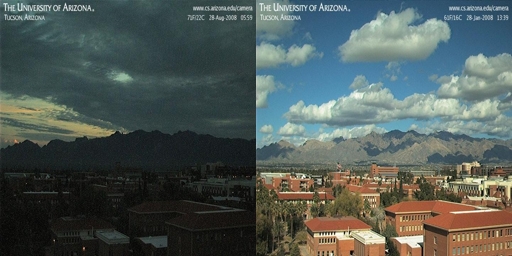 THE UNIVERSITY OF ARIZONA.
TUCSON, ARIZONA
www.cs.arizona.edu/camera
71F/22C 28-Aug-2008 05:59
THE UNIVERSITY OF ARIZONA.
TUCSON, ARIZONA
www.cs.arizona.edu/camera
61F/16C 28-Jan-2008 13:39